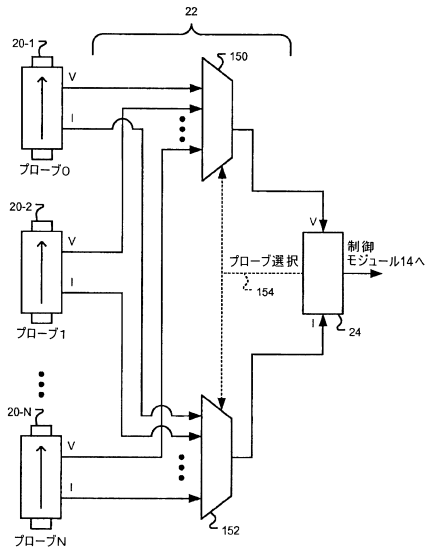 22
20-1
V
I
プローブ0
150
20-2
V
I
プローブ1
プローブ選択
154
V
I
制御
モジュール14へ
24
20-N
V
I
プローブN
152